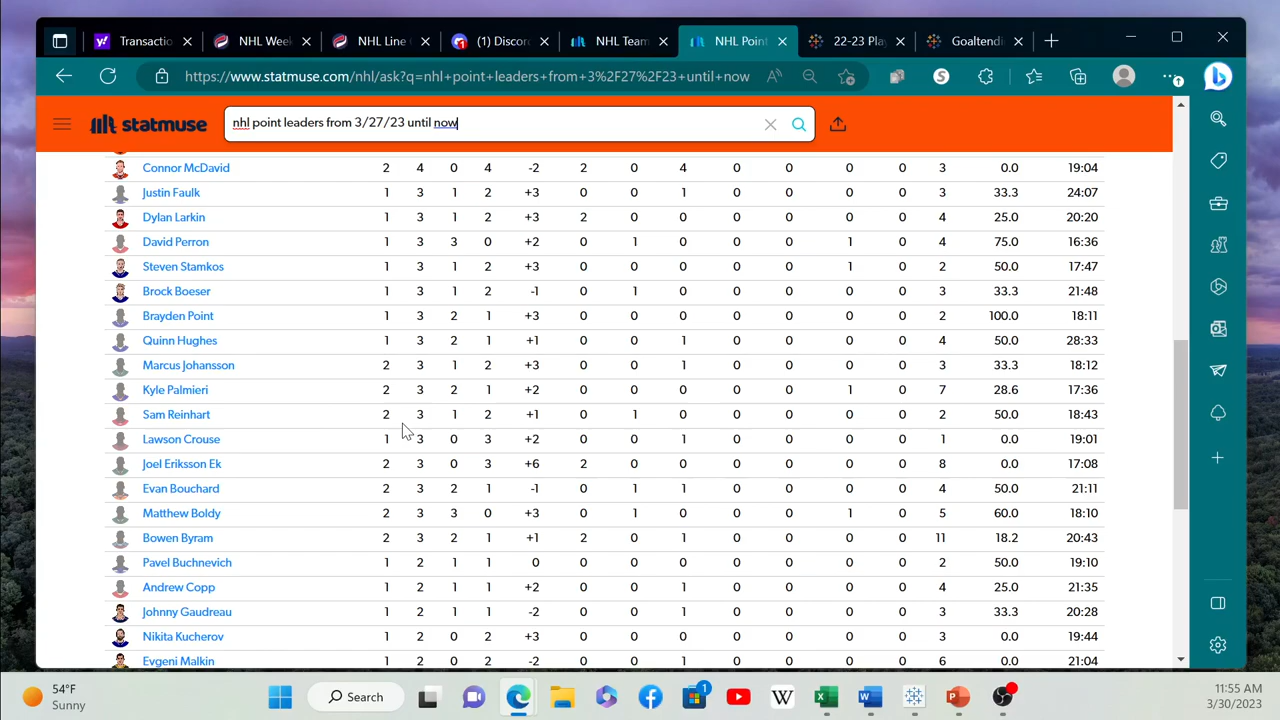 Transaction NHL Wee NHL Line (1) Discor NHL Team NHL Point 22-23 Play Goaltend
https://www.statmuse.com/nhl/ask?q=nhl+point+leaders+from+3%2F27%2F23+until+now
statmuse nhl point leaders from 3/27/23 until now
Connor McDavid 2 4 0 4 -2 2 0 4 0 0 0 0 3 0.0 19:04
Justin Faulk 1 3 1 2 +3 0 0 1 0 0 0 0 3 33.3 24:07
Dylan Larkin 1 3 1 2 +3 2 0 0 0 0 0 0 4 25.0 20:20
David Perron 1 3 3 0 +2 0 1 0 0 0 1 0 4 75.0 16:36
Steven Stamkos 1 3 1 2 +3 0 0 0 0 0 1 0 2 50.0 17:47
Brock Boeser 1 3 1 2 -1 0 1 0 0 0 0 0 3 33.3 21:48
Brayden Point 1 3 2 1 +3 0 0 0 0 0 0 0 2 100.0 18:11
Quinn Hughes 1 3 2 1 +1 0 0 1 0 0 0 0 4 50.0 28:33
Marcus Johansson 2 3 1 2 +3 0 0 1 0 0 0 0 3 33.3 18:12
Kyle Palmieri 2 3 2 1 +2 0 0 0 0 0 1 0 7 28.6 17:36
Sam Reinhart 2 3 1 2 +1 0 1 0 0 0 0 0 2 50.0 18:43
Lawson Crouse 1 3 0 3 +2 0 0 1 0 0 0 0 1 0.0 19:01
Joel Eriksson Ek 2 3 0 3 +6 2 0 0 0 0 0 0 8 0.0 17:08
Evan Bouchard 2 3 2 1 -1 0 1 1 0 0 0 0 4 50.0 21:11
Matthew Boldy 2 3 3 0 +3 0 1 0 0 0 1 0 5 60.0 18:10
Bowen Byram 2 3 2 1 +1 2 0 1 0 0 0 0 11 18.2 20:43
Pavel Buchnevich 1 2 1 1 0 0 0 0 0 0 0 0 2 50.0 19:10
Andrew Copp 1 2 1 1 +2 0 0 1 0 0 0 0 4 25.0 21:35
Johnny Gaudreau 1 2 1 1 -2 0 0 1 0 0 0 0 3 33.3 20:28
Nikita Kucherov 1 2 0 2 +3 0 0 0 0 0 0 0 3 0.0 19:44
Evgeni Malkin 1 2 0 2 -2 0 0 1 0 0 0 0 6 0.0 21:04
54°F
Sunny
Search
1
11:55 AM
3/30/2023